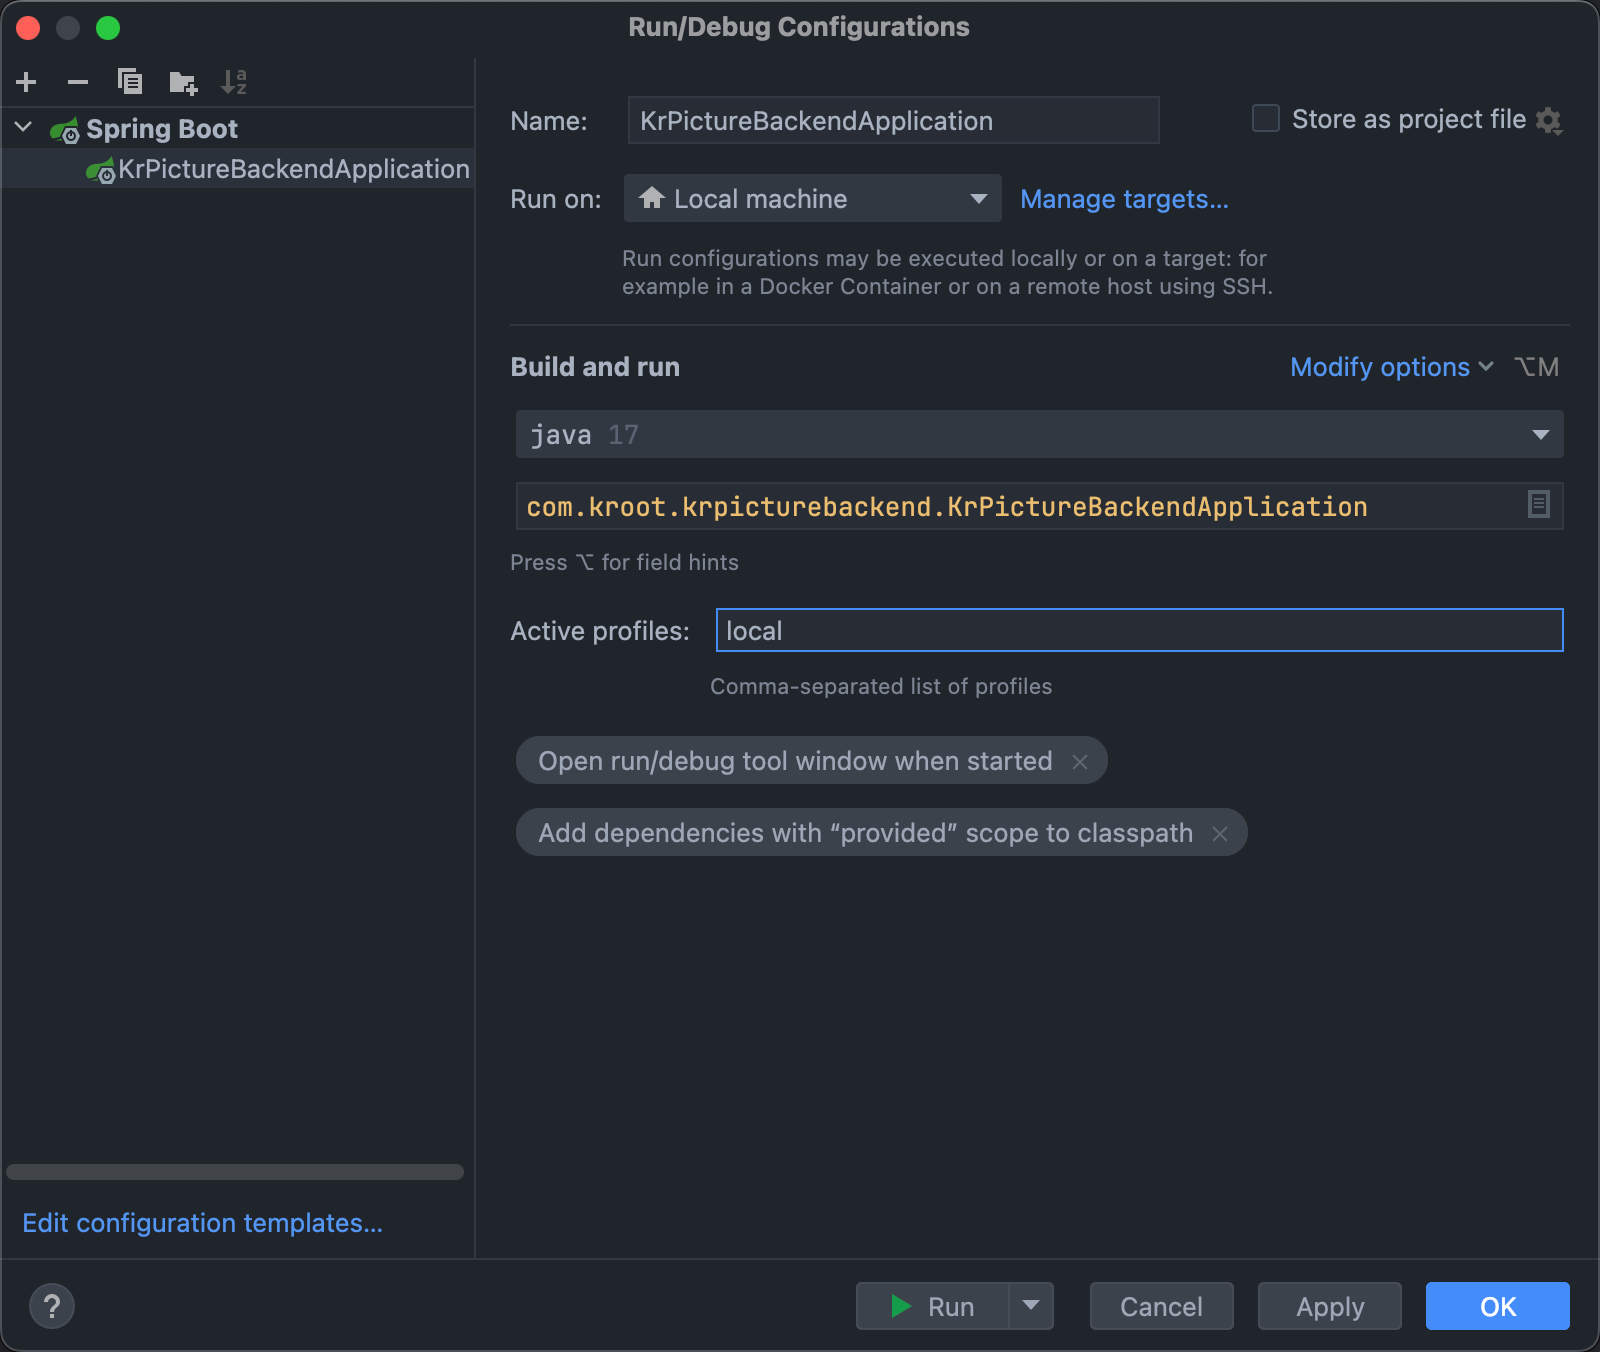 Run/Debug Configurations
Spring Boot
KrPictureBackendApplication
Name: KrPictureBackendApplication Store as project file
Run on: Local machine Manage targets...
Run configurations may be executed locally or on a target: for
example in a Docker Container or on a remote host using SSH.
Build and run Modify options ⌥M
java 17
com.kroot.krpicturebackend.KrPictureBackendApplication
Press ⌥ for field hints
Active profiles: local
Comma-separated list of profiles
Open run/debug tool window when started
Add dependencies with “provided” scope to classpath
Edit configuration templates...
? Run Cancel Apply OK